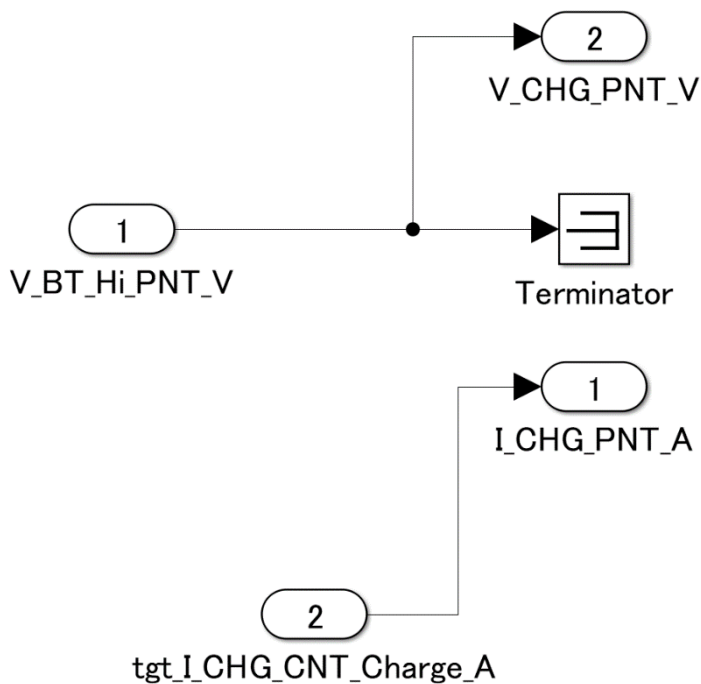 2
V_CHG_PNT_V
1
V_BT_Hi_PNT_V
Terminator
1
I_CHG_PNT_A
2
tgt_I_CHG_CNT_Charge_A